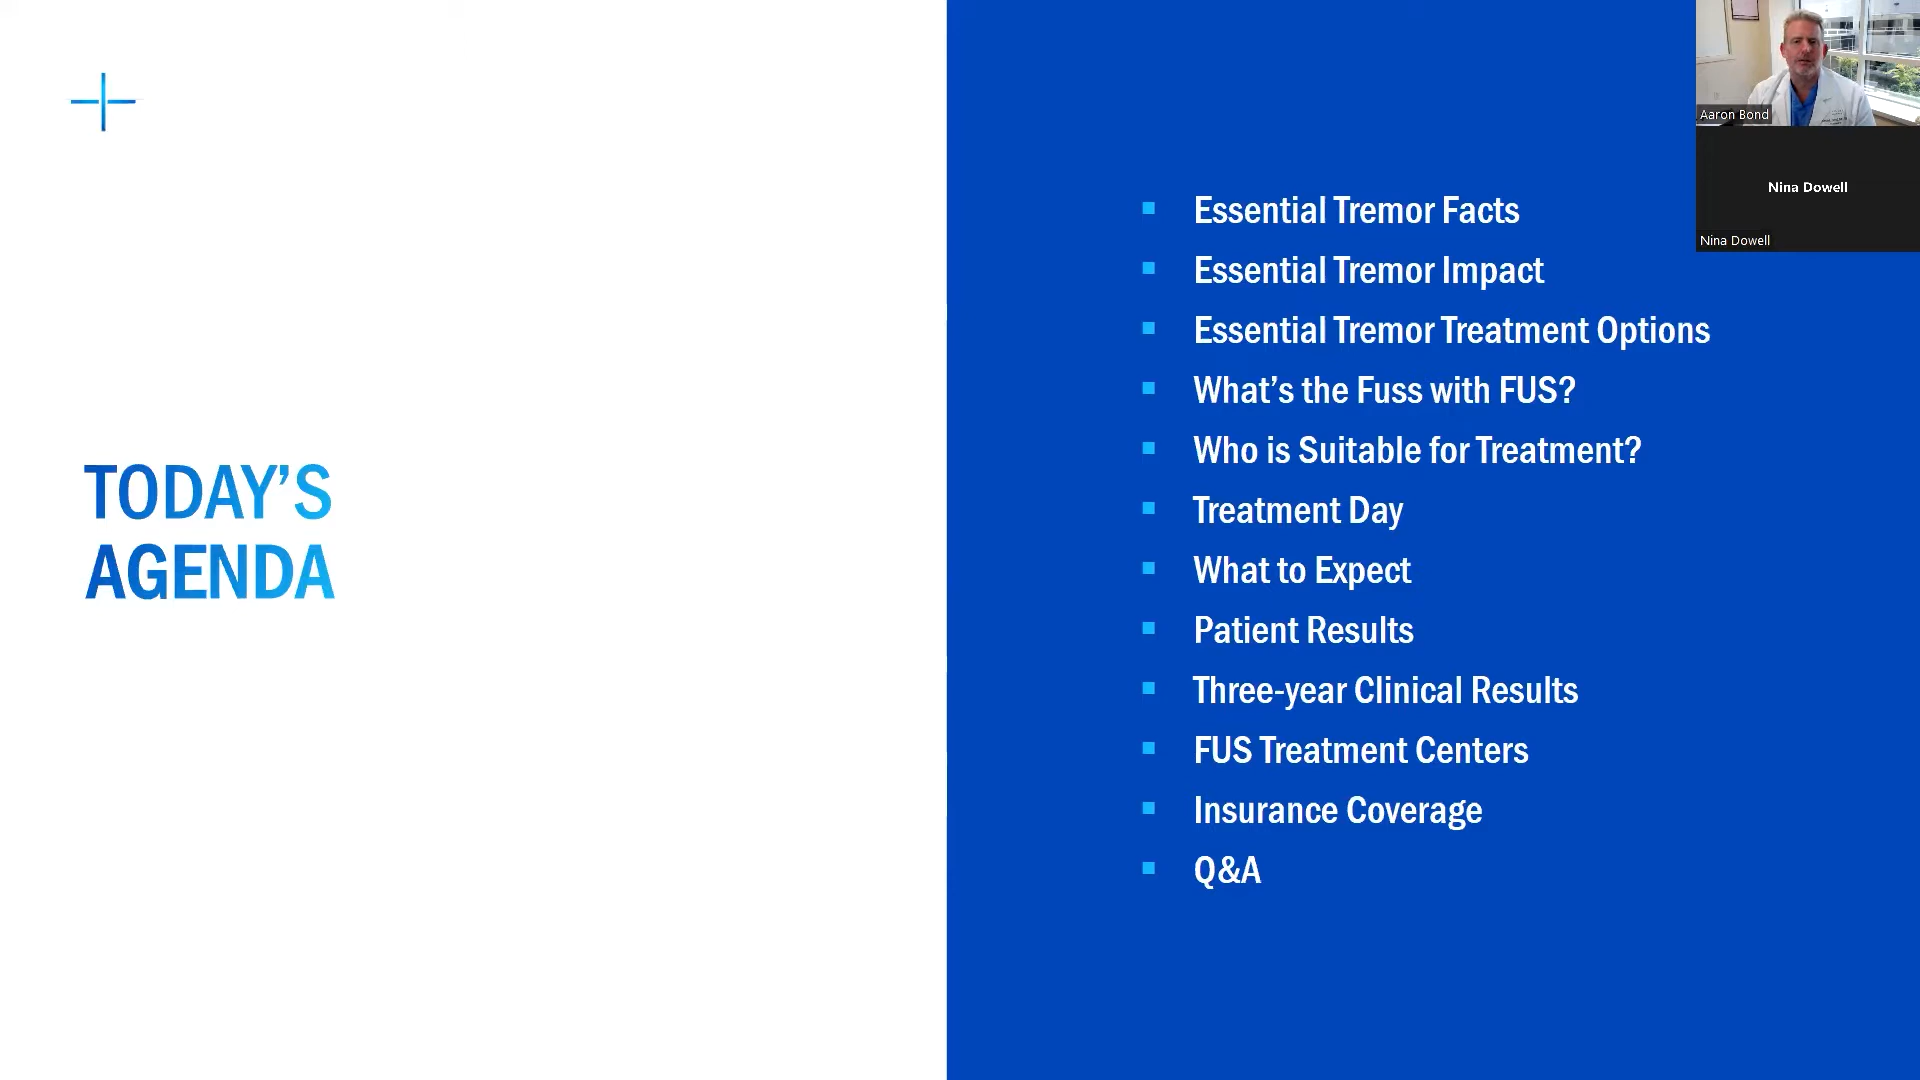 TODAY'S
AGENDA
Essential Tremor Facts
Essential Tremor Impact
Essential Tremor Treatment Options
What's the Fuss with FUS?
Who is Suitable for Treatment?
Treatment Day
What to Expect
Patient Results
Three-year Clinical Results
FUS Treatment Centers
Insurance Coverage
Q&A
Aaron Bond
Nina Dowell
Nina Dowell